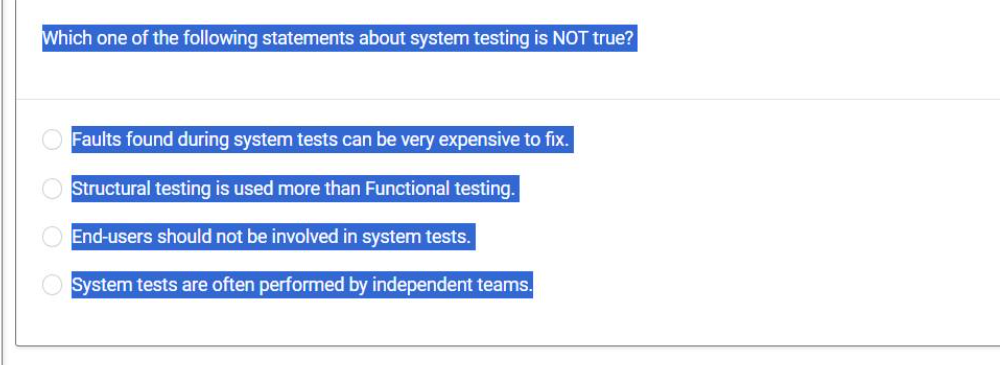 Which one of the following statements about system testing is NOT true?
Faults found during system tests can be very expensive to fix.
Structural testing is used more than Functional testing.
End-users should not be involved in system tests.
System tests are often performed by independent teams.